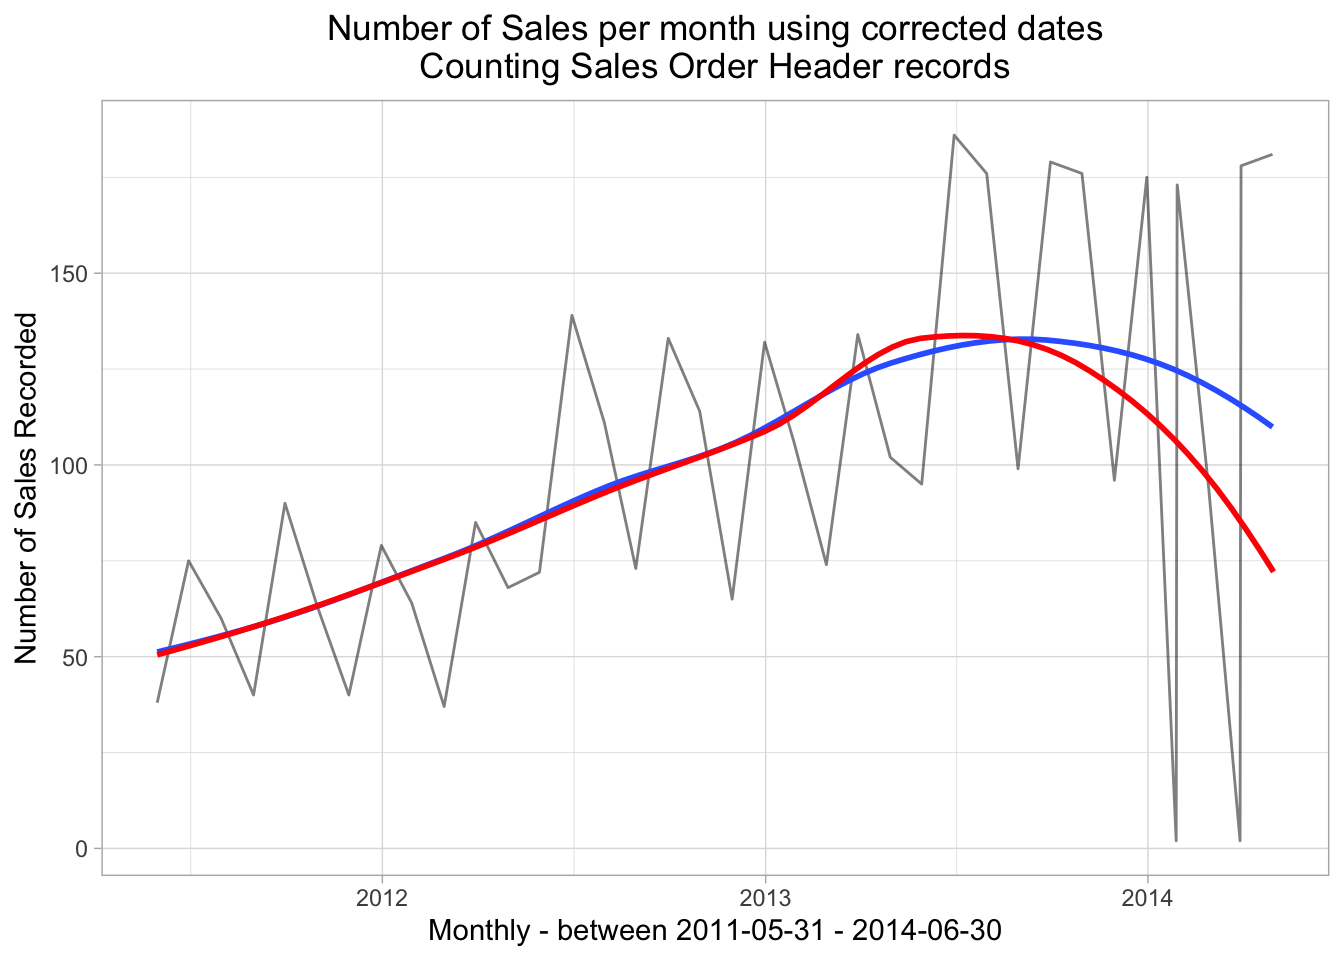 Number of Sales per month using corrected dates
Counting Sales Order Header records
Number of Sales Recorded
150
100
50
0
2012
2013
2014
Monthly - between 2011-05-31 - 2014-06-30